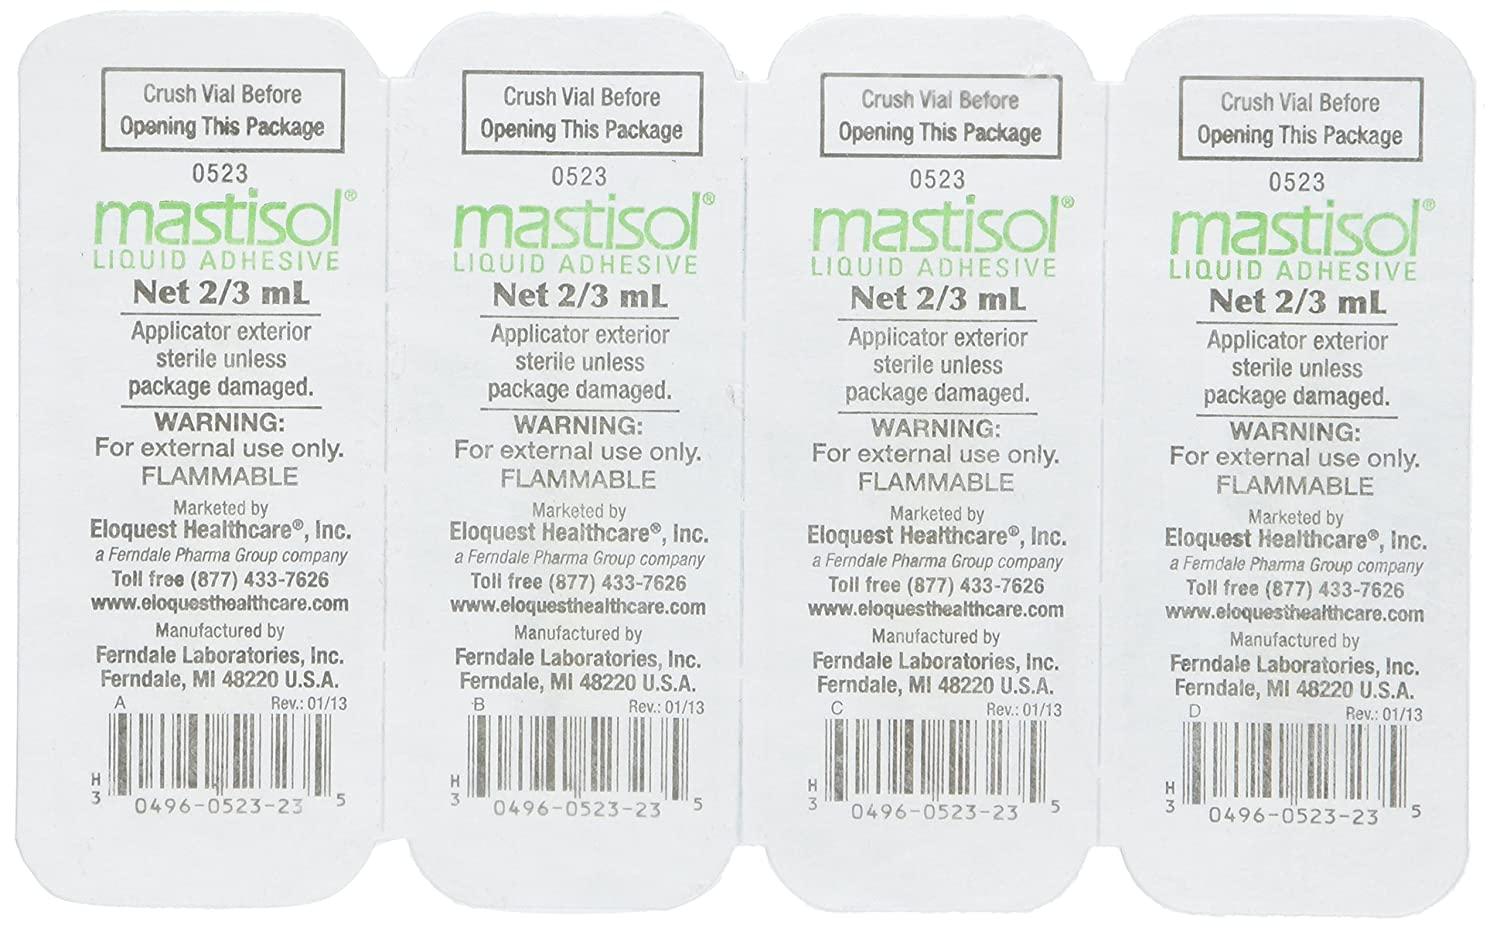 Crush Vial Before
Opening This Package
0523
mastisol®
LIQUID ADHESIVE
Net 2/3 mL
Applicator exterior
sterile unless
package damaged.
WARNING:
For external use only.
FLAMMABLE
Marketed by
Eloquest Healthcare®, Inc.
a Ferndale Pharma Group company
Toll free (877) 433-7626
www.eloquesthealthcare.com
Manufactured by
Ferndale Laboratories, Inc.
Ferndale, MI 48220 U.S.A.
A Rev.: 01/13
H
3 0496-0523-23 5
Crush Vial Before
Opening This Package
0523
mastisol®
LIQUID ADHESIVE
Net 2/3 mL
Applicator exterior
sterile unless
package damaged.
WARNING:
For external use only.
FLAMMABLE
Marketed by
Eloquest Healthcare®, Inc.
a Ferndale Pharma Group company
Toll free (877) 433-7626
www.eloquesthealthcare.com
Manufactured by
Ferndale Laboratories, Inc.
Ferndale, MI 48220 U.S.A.
B Rev.: 01/13
H
3 0496-0523-23 5
Crush Vial Before
Opening This Package
0523
mastisol®
LIQUID ADHESIVE
Net 2/3 mL
Applicator exterior
sterile unless
package damaged.
WARNING:
For external use only.
FLAMMABLE
Marketed by
Eloquest Healthcare®, Inc.
a Ferndale Pharma Group company
Toll free (877) 433-7626
www.eloquesthealthcare.com
Manufactured by
Ferndale Laboratories, Inc.
Ferndale, MI 48220 U.S.A.
C Rev.: 01/13
H
3 0496-0523-23 5
Crush Vial Before
Opening This Package
0523
mastisol®
LIQUID ADHESIVE
Net 2/3 mL
Applicator exterior
sterile unless
package damaged.
WARNING:
For external use only.
FLAMMABLE
Marketed by
Eloquest Healthcare®, Inc.
a Ferndale Pharma Group company
Toll free (877) 433-7626
www.eloquesthealthcare.com
Manufactured by
Ferndale Laboratories, Inc.
Ferndale, MI 48220 U.S.A.
D Rev.: 01/13
H
3 0496-0523-23 5